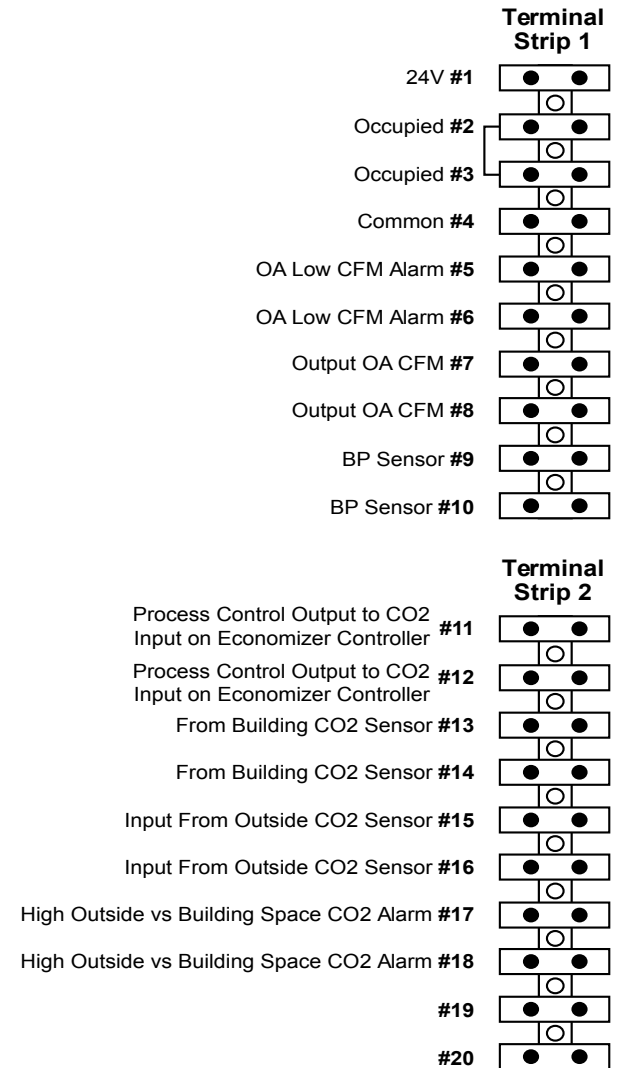 Terminal
Strip 1
24V #1
Occupied #2
Occupied #3
Common #4
OA Low CFM Alarm #5
OA Low CFM Alarm #6
Output OA CFM #7
Output OA CFM #8
BP Sensor #9
BP Sensor #10
Terminal
Strip 2
Process Control Output to CO2
Input on Economizer Controller #11
Process Control Output to CO2
Input on Economizer Controller #12
From Building CO2 Sensor #13
From Building CO2 Sensor #14
Input From Outside CO2 Sensor #15
Input From Outside CO2 Sensor #16
High Outside vs Building Space CO2 Alarm #17
High Outside vs Building Space CO2 Alarm #18
#19
#20